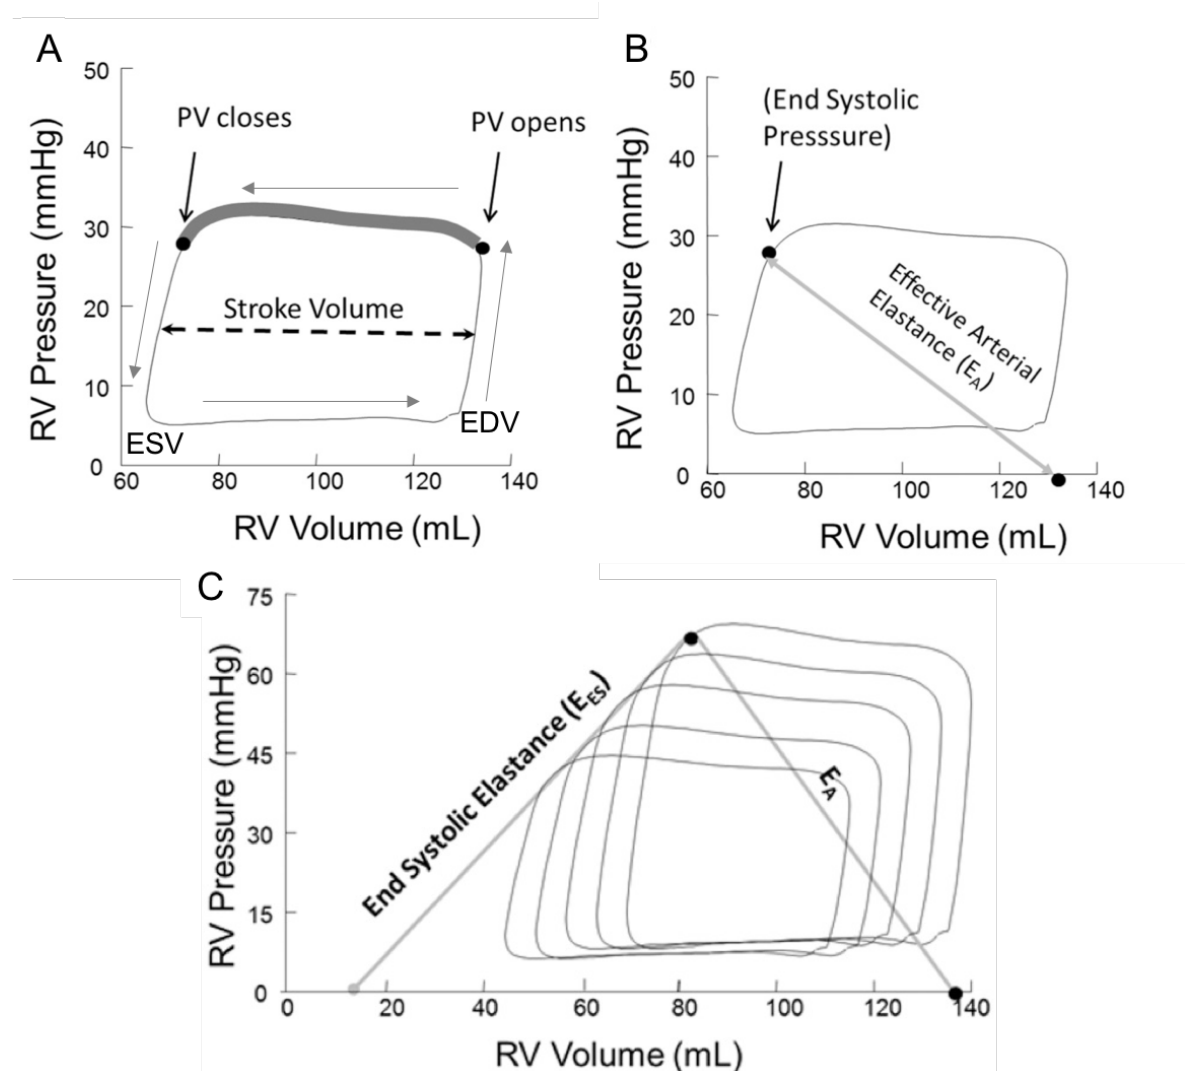 A
50
40
30
20
10
0
60
80
100
120
140
RV Pressure (mmHg)
RV Volume (mL)
PV closes
PV opens
Stroke Volume
ESV
EDV
B
50
40
30
20
10
0
60
80
100
120
140
RV Pressure (mmHg)
RV Volume (mL)
(End Systolic
Presssure)
Effective Arterial
Elastance (EA)
C
75
60
45
30
15
0
0
20
40
60
80
100
120
140
RV Pressure (mmHg)
RV Volume (mL)
End Systolic Elastance (EES)
EA